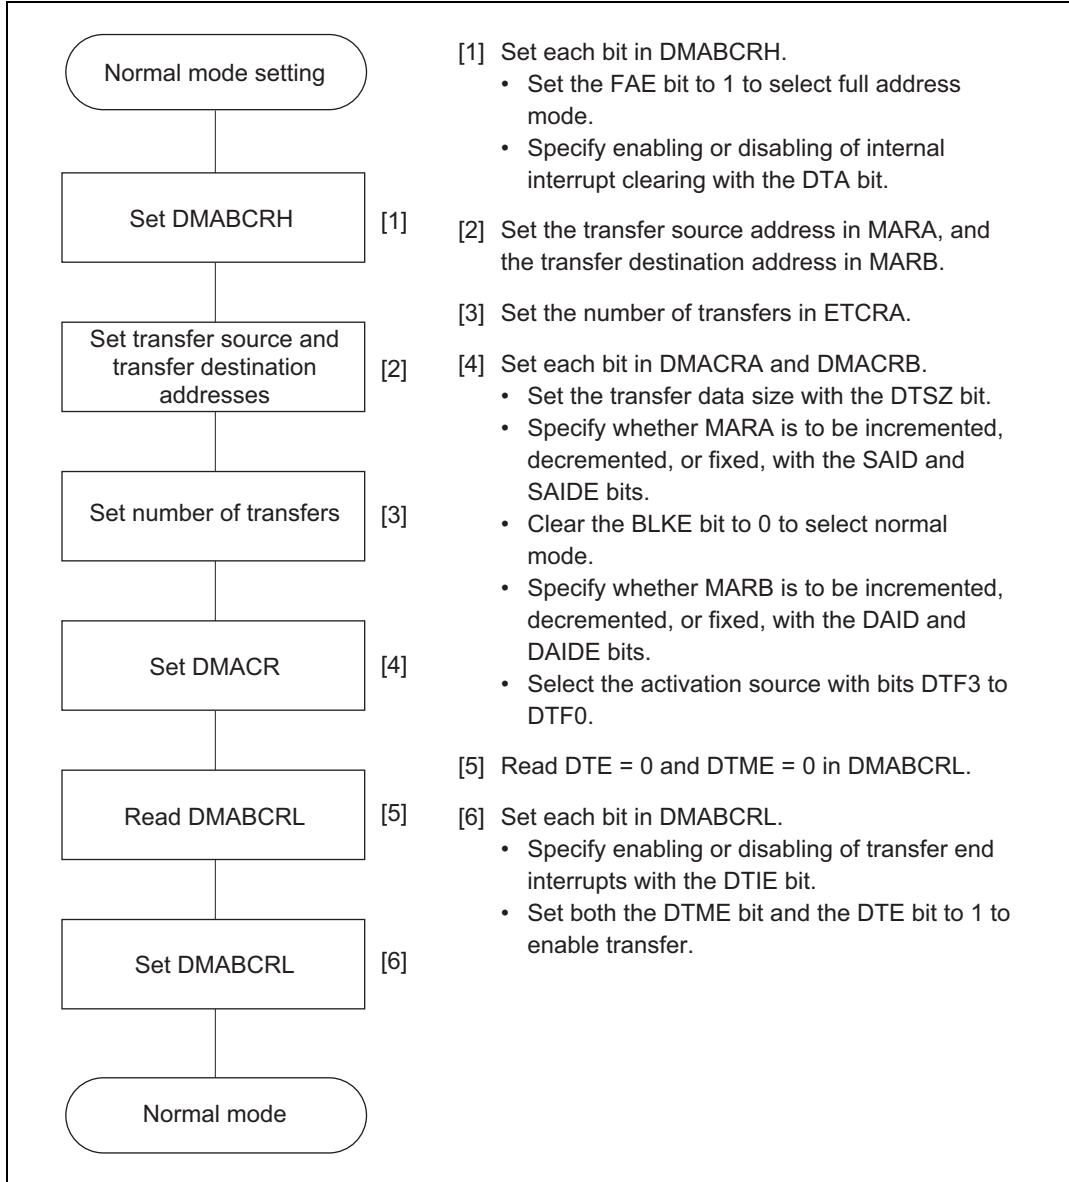 Normal mode setting
Set DMABCRH
[1]
Set transfer source and
transfer destination
addresses
[2]
Set number of transfers
[3]
Set DMACR
[4]
Read DMABCRL
[5]
Set DMABCRL
[6]
Normal mode
[1] Set each bit in DMABCRH.
• Set the FAE bit to 1 to select full address
mode.
• Specify enabling or disabling of internal
interrupt clearing with the DTA bit.
[2] Set the transfer source address in MARA, and
the transfer destination address in MARB.
[3] Set the number of transfers in ETCRA.
[4] Set each bit in DMACRA and DMACRB.
• Set the transfer data size with the DTSZ bit.
• Specify whether MARA is to be incremented,
decremented, or fixed, with the SAID and
SAIDE bits.
• Clear the BLKE bit to 0 to select normal
mode.
• Specify whether MARB is to be incremented,
decremented, or fixed, with the DAID and
DAIDE bits.
• Select the activation source with bits DTF3 to
DTF0.
[5] Read DTE = 0 and DTME = 0 in DMABCRL.
[6] Set each bit in DMABCRL.
• Specify enabling or disabling of transfer end
interrupts with the DTIE bit.
• Set both the DTME bit and the DTE bit to 1 to
enable transfer.